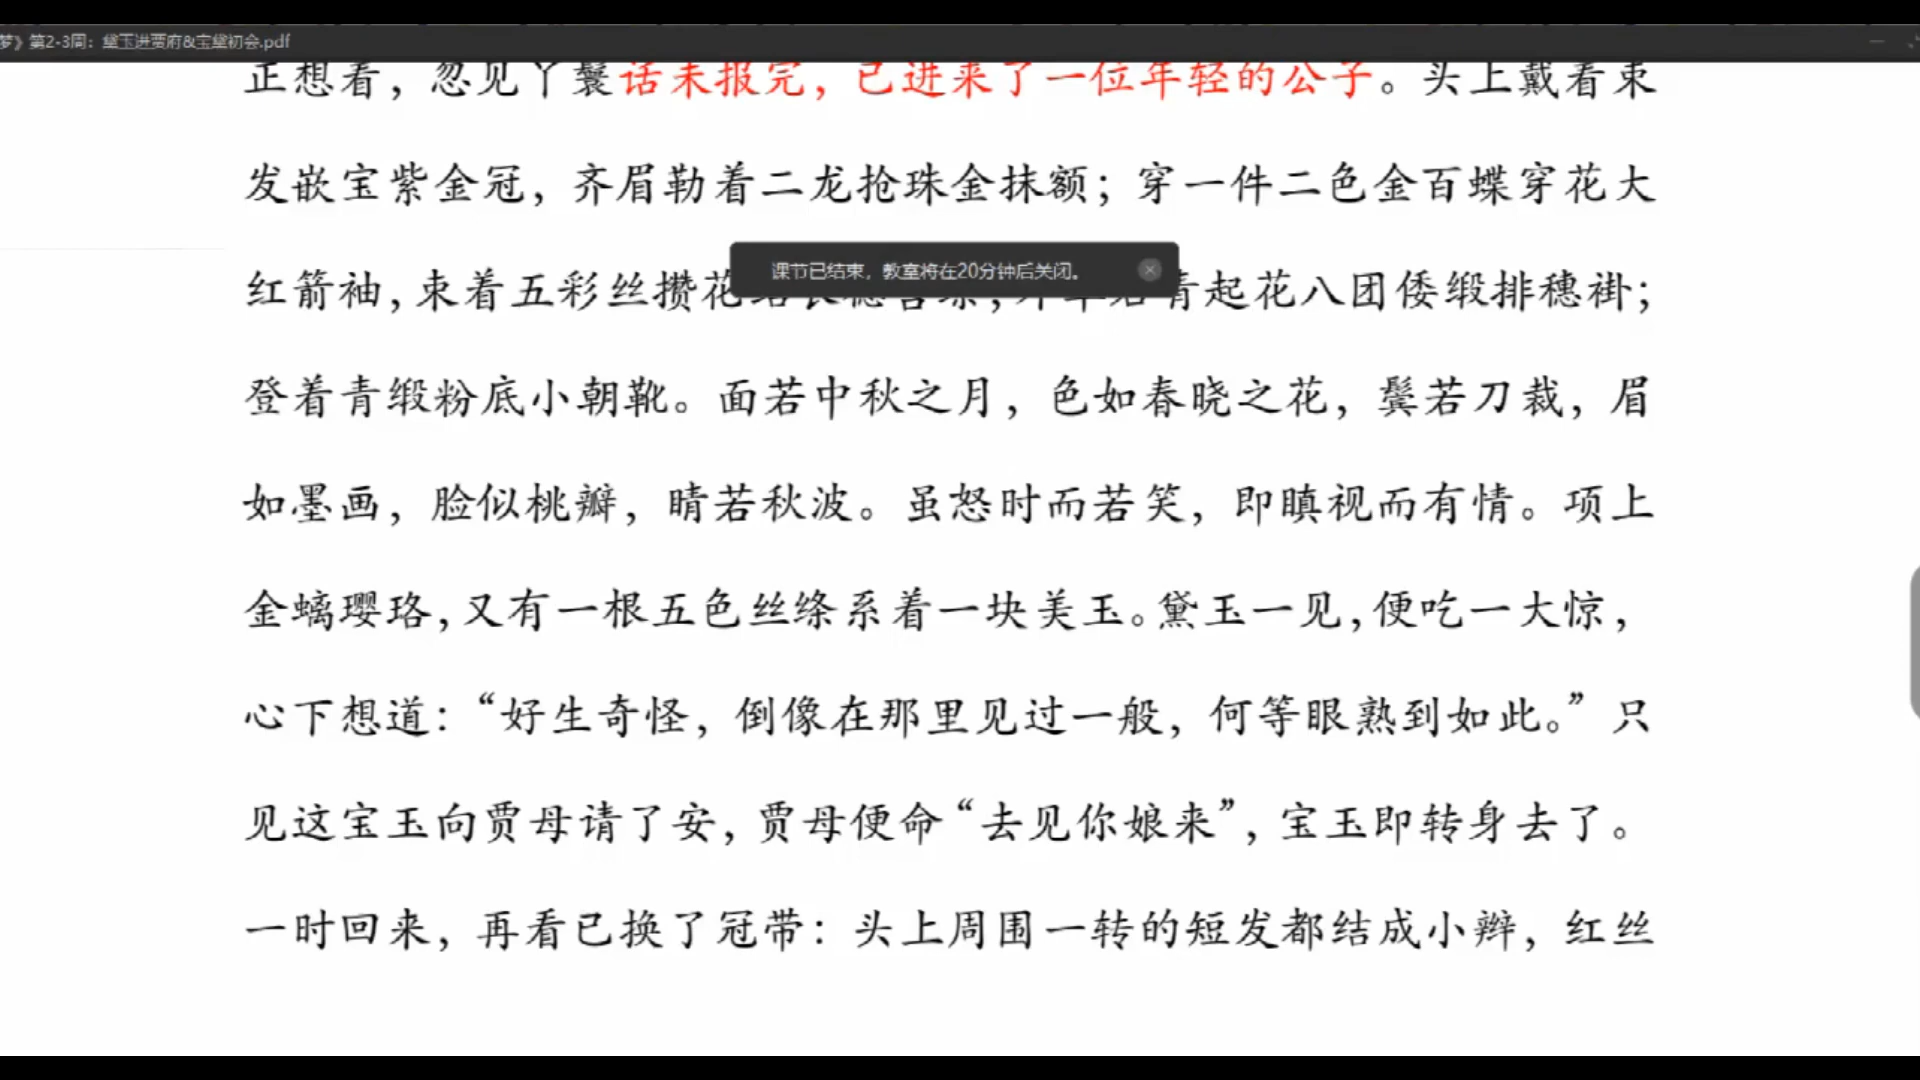 梦》第2-3周：黛玉进贾府&宝黛初会.pdf
正想看，忽见丫鬟话未报完，已进来了一位年轻的公子。头上戴着束
发嵌宝紫金冠，齐眉勒着二龙抢珠金抹额；穿一件二色金百蝶穿花大
课节已结束，教室将在20分钟后关闭。
红箭袖，束着五彩丝攒花 起花八团倭缎排穗褂；
登着青缎粉底小朝靴。面若中秋之月，色如春晓之花，鬓若刀裁，眉
如墨画，脸似桃瓣，睛若秋波。虽怒时而若笑，即瞋视而有情。项上
金螭璎珞，又有一根五色丝绦系着一块美玉。黛玉一见，便吃一大惊，
心下想道：“好生奇怪，倒像在那里见过一般，何等眼熟到如此。”只
见这宝玉向贾母请了安，贾母便命“去见你娘来”，宝玉即转身去了。
一时回来，再看已换了冠带：头上周围一转的短发都结成小辫，红丝